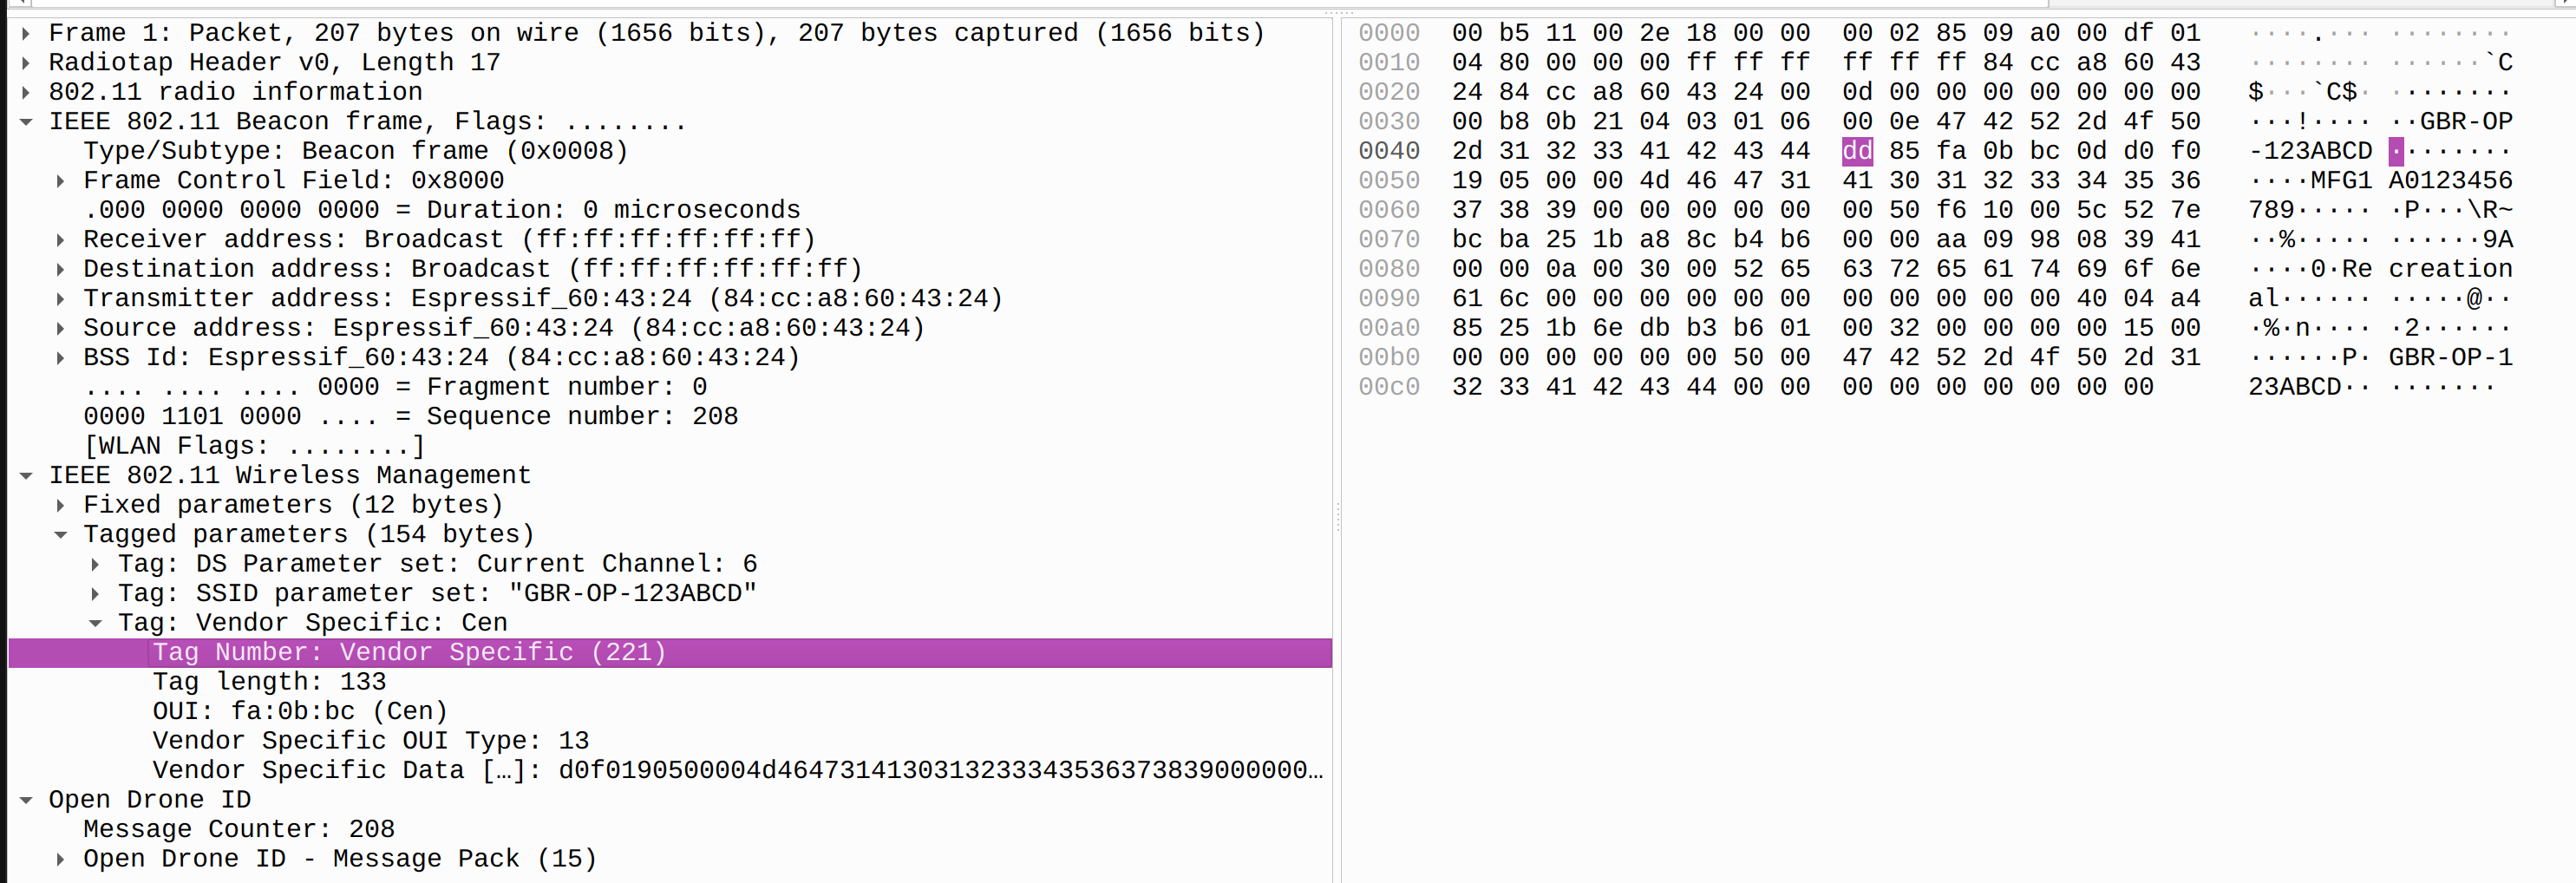 Frame 1: Packet, 207 bytes on wire (1656 bits), 207 bytes captured (1656 bits)
Radiotap Header v0, Length 17
802.11 radio information
IEEE 802.11 Beacon frame, Flags: ........
Type/Subtype: Beacon frame (0x0008)
Frame Control Field: 0x8000
.000 0000 0000 0000 = Duration: 0 microseconds
Receiver address: Broadcast (ff:ff:ff:ff:ff:ff)
Destination address: Broadcast (ff:ff:ff:ff:ff:ff)
Transmitter address: Espressif_60:43:24 (84:cc:a8:60:43:24)
Source address: Espressif_60:43:24 (84:cc:a8:60:43:24)
BSS Id: Espressif_60:43:24 (84:cc:a8:60:43:24)
.... .... .... 0000 = Fragment number: 0
0000 1101 0000 .... = Sequence number: 208
[WLAN Flags: ........]
IEEE 802.11 Wireless Management
Fixed parameters (12 bytes)
Tagged parameters (154 bytes)
Tag: DS Parameter set: Current Channel: 6
Tag: SSID parameter set: "GBR-OP-123ABCD"
Tag: Vendor Specific: Cen
Tag Number: Vendor Specific (221)
Tag length: 133
OUI: fa:0b:bc (Cen)
Vendor Specific OUI Type: 13
Vendor Specific Data […]: d0f0190500004d4647314130313233343536373839000000…
Open Drone ID
Message Counter: 208
Open Drone ID - Message Pack (15)
0000 00 b5 11 00 2e 18 00 00 00 02 85 09 a0 00 df 01 ····.··· ········
0010 04 80 00 00 00 ff ff ff ff ff ff 84 cc a8 60 43 ········ ······`C
0020 24 84 cc a8 60 43 24 00 0d 00 00 00 00 00 00 00 $···`C$· ········
0030 00 b8 0b 21 04 03 01 06 00 0e 47 42 52 2d 4f 50 ···!···· ··GBR-OP
0040 2d 31 32 33 41 42 43 44 dd 85 fa 0b bc 0d d0 f0 -123ABCD ········
0050 19 05 00 00 4d 46 47 31 41 30 31 32 33 34 35 36 ····MFG1 A0123456
0060 37 38 39 00 00 00 00 00 00 50 f6 10 00 5c 52 7e 789····· ·P···\R~
0070 bc ba 25 1b a8 8c b4 b6 00 00 aa 09 98 08 39 41 ··%····· ······9A
0080 00 00 0a 00 30 00 52 65 63 72 65 61 74 69 6f 6e ····0·Re creation
0090 61 6c 00 00 00 00 00 00 00 00 00 00 00 40 04 a4 al······ ·····@··
00a0 85 25 1b 6e db b3 b6 01 00 32 00 00 00 00 15 00 ·%·n···· ·2······
00b0 00 00 00 00 00 00 50 00 47 42 52 2d 4f 50 2d 31 ······P· GBR-OP-1
00c0 32 33 41 42 43 44 00 00 00 00 00 00 00 00 00 23ABCD·· ·······